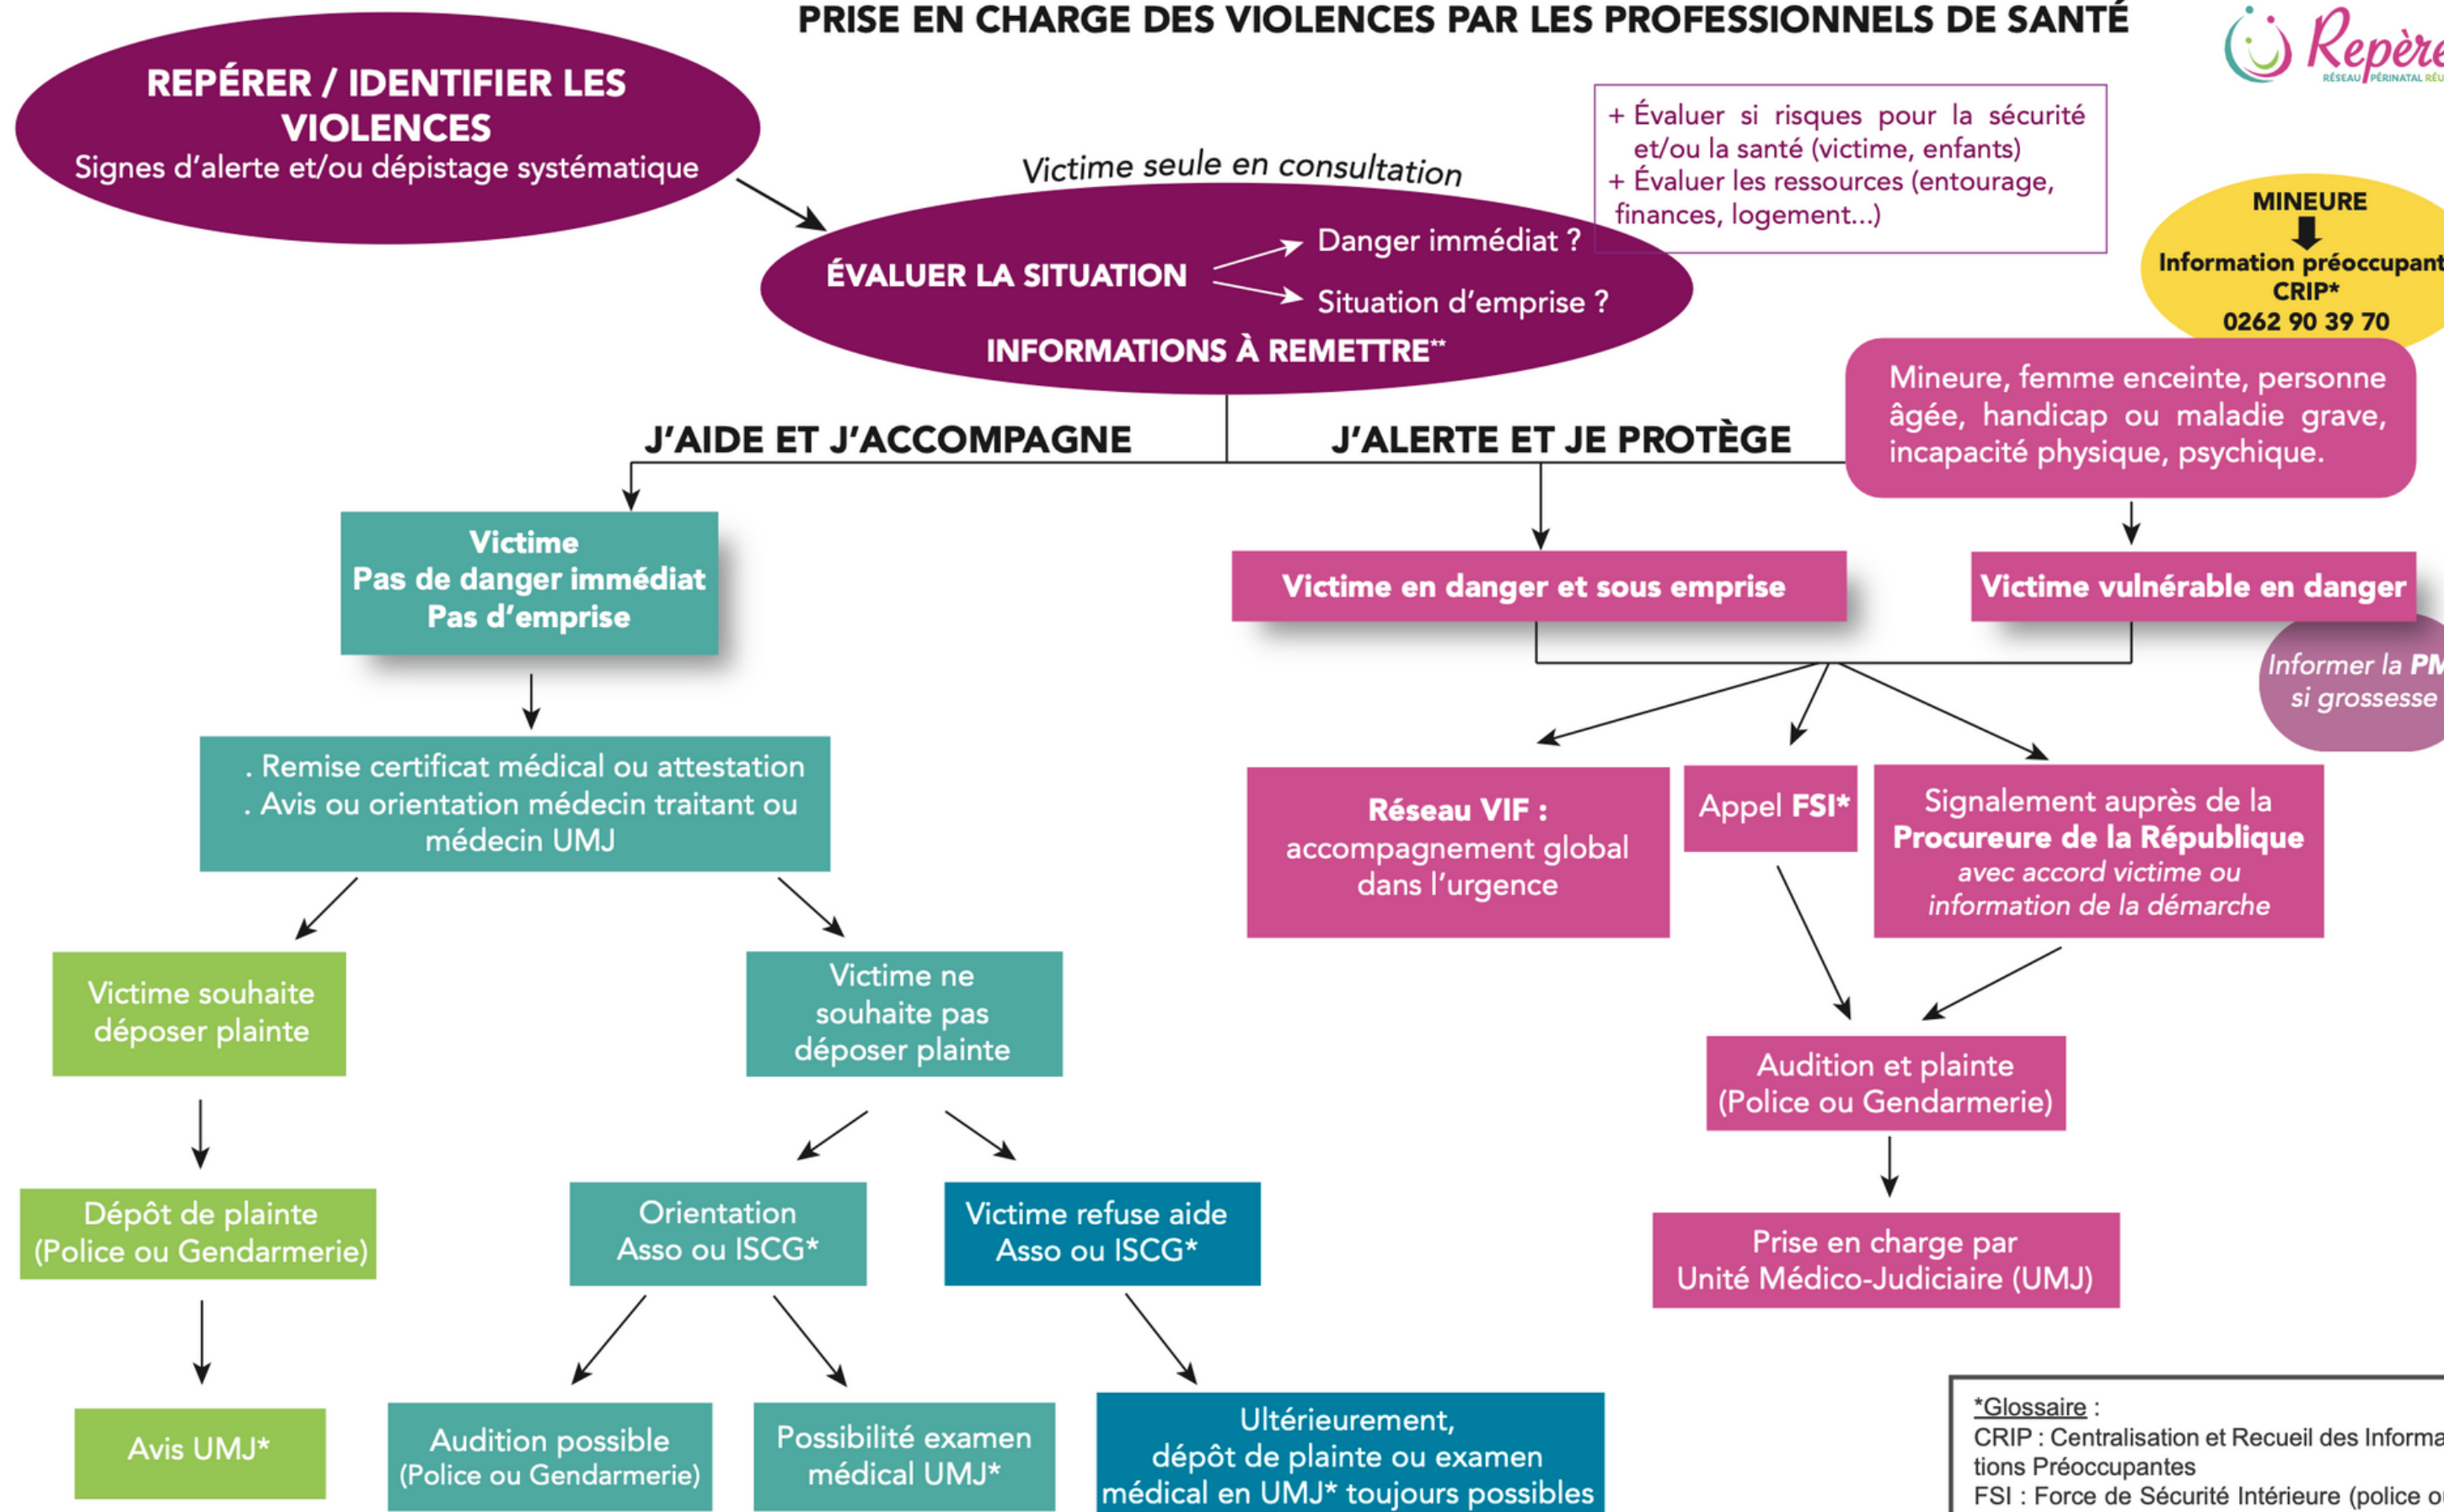 PRISE EN CHARGE DES VIOLENCES PAR LES PROFESSIONNELS DE SANTÉ
Repère
RÉSEAU PÉRINATAL
REPÉRER / IDENTIFIER LES
VIOLENCES
Signes d'alerte et/ou dépistage systématique
+ Évaluer si risques pour la sécurité
et/ou la santé (victime, enfants)
+ Évaluer les ressources (entourage,
finances, logement...)
Victime seule en consultation
ÉVALUER LA SITUATION
Danger immédiat ?
Situation d'emprise ?
INFORMATIONS À REMETTRE**
MINEURE
Information préoccupant
CRIP*
0262 90 39 70
Mineure, femme enceinte, personne
âgée, handicap ou maladie grave,
incapacité physique, psychique.
J'AIDE ET J'ACCOMPAGNE
J'ALERTE ET JE PROTÈGE
Victime
Pas de danger immédiat
Pas d'emprise
Victime en danger et sous emprise
Victime vulnérable en danger
Informer la PM
si grossesse
. Remise certificat médical ou attestation
. Avis ou orientation médecin traitant ou
médecin UMJ
Réseau VIF :
accompagnement global
dans l'urgence
Appel FSI*
Signalement auprès de la
Procureure de la République
avec accord victime ou
information de la démarche
Victime souhaite
déposer plainte
Victime ne
souhaite pas
déposer plainte
Audition et plainte
(Police ou Gendarmerie)
Dépôt de plainte
(Police ou Gendarmerie)
Orientation
Asso ou ISCG*
Victime refuse aide
Asso ou ISCG*
Prise en charge par
Unité Médico-Judiciaire (UMJ)
Avis UMJ*
Audition possible
(Police ou Gendarmerie)
Possibilité examen
médical UMJ*
Ultérieurement,
dépôt de plainte ou examen
médical en UMJ* toujours possibles
*Glossaire :
CRIP : Centralisation et Recueil des Informa
tions Préoccupantes
FSI : Force de Sécurité Intérieure (police ou